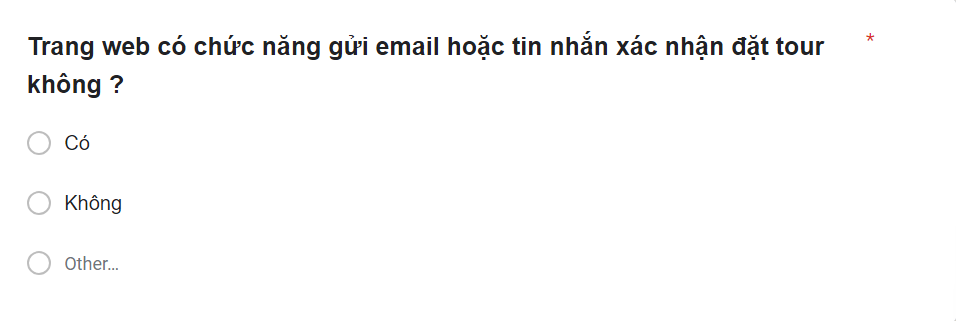 Trang web có chức năng gửi email hoặc tin nhắn xác nhận đặt tour *
không ?
Có
Không
Other...